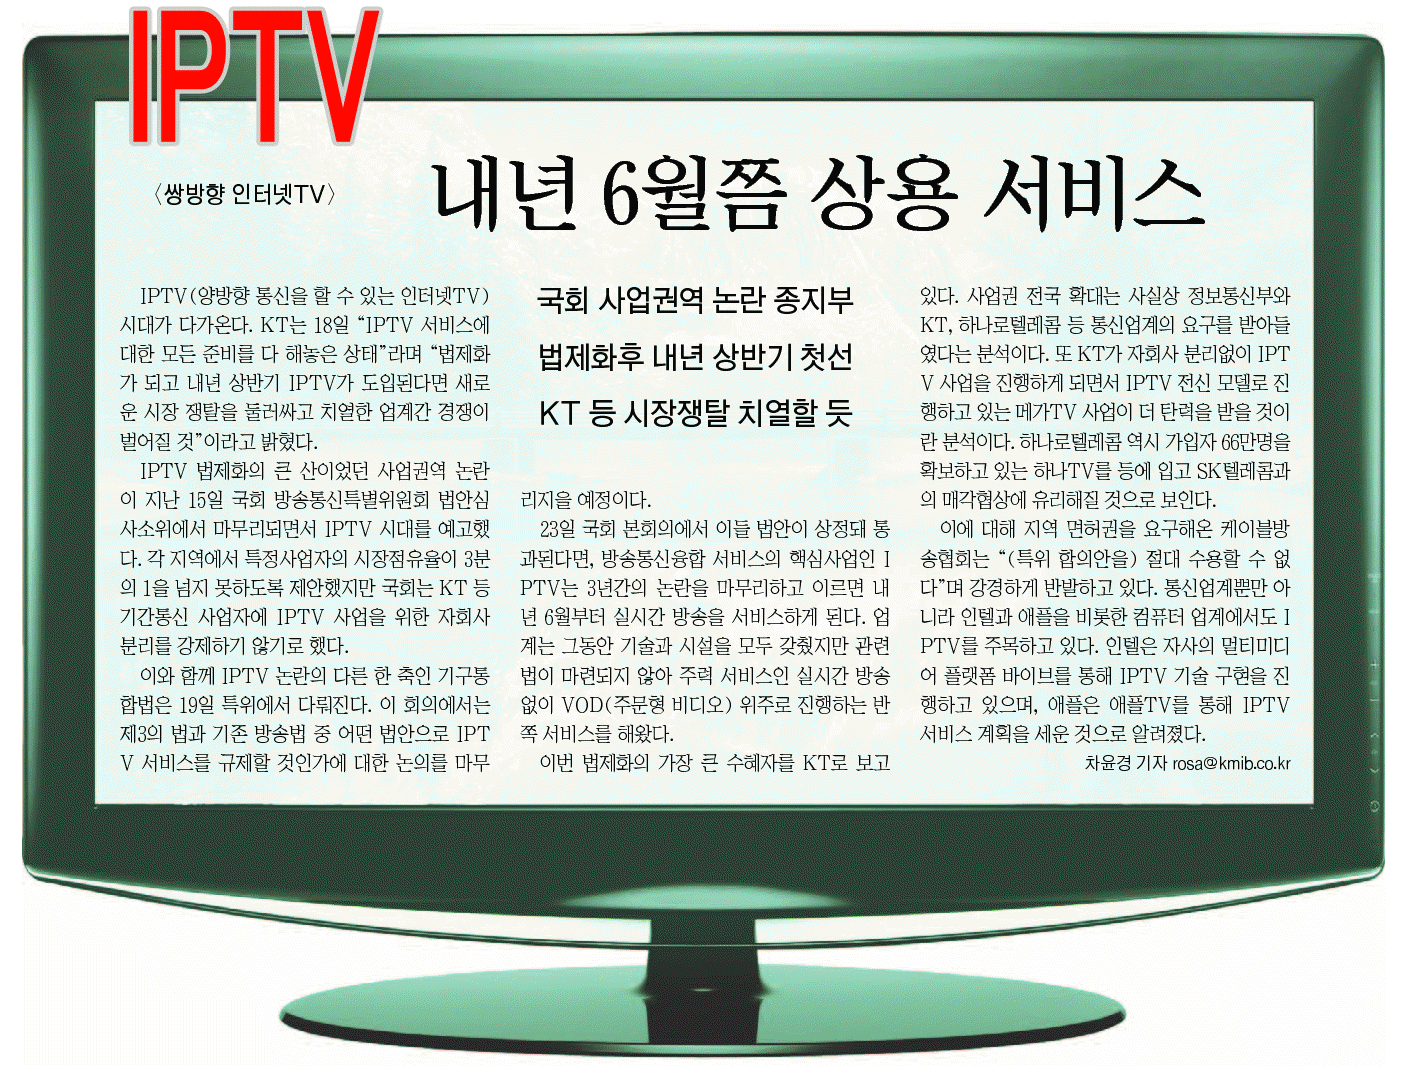 IPTV
〈쌍방향 인터넷TV〉
내년 6월쯤 상용 서비스
IPTV(양방향 통신을 할 수 있는 인터넷TV)
시대가 다가온다. KT는 18일 “IPTV 서비스에
대한 모든 준비를 다 해놓은 상태”라며 “법제화
가 되고 내년 상반기 IPTV가 도입된다면 새로
운 시장 쟁탈을 둘러싸고 치열한 업계간 경쟁이
벌어질 것”이라고 밝혔다.
IPTV 법제화의 큰 산이었던 사업권역 논란
이 지난 15일 국회 방송통신특별위원회 법안심
사소위에서 마무리되면서 IPTV 시대를 예고했
다. 각 지역에서 특정사업자의 시장점유율이 3분
의 1을 넘지 못하도록 제안했지만 국회는 KT 등
기간통신 사업자에 IPTV 사업을 위한 자회사
분리를 강제하기 않기로 했다.
이와 함께 IPTV 논란의 다른 한 축인 기구통
합법은 19일 특위에서 다뤄진다. 이 회의에서는
제3의 법과 기존 방송법 중 어떤 법안으로 IPT
V 서비스를 규제할 것인가에 대한 논의를 마무
국회 사업권역 논란 종지부
법제화후 내년 상반기 첫선
KT 등 시장쟁탈 치열할 듯
리지을 예정이다.
23일 국회 본회의에서 이들 법안이 상정돼 통
과된다면, 방송통신융합 서비스의 핵심사업인 I
PTV는 3년간의 논란을 마무리하고 이르면 내
년 6월부터 실시간 방송을 서비스하게 된다. 업
계는 그동안 기술과 시설을 모두 갖췄지만 관련
법이 마련되지 않아 주력 서비스인 실시간 방송
없이 VOD(주문형 비디오) 위주로 진행하는 반
쪽 서비스를 해왔다.
이번 법제화의 가장 큰 수혜자를 KT로 보고
있다. 사업권 전국 확대는 사실상 정보통신부와
KT, 하나로텔레콤 등 통신업계의 요구를 받아들
였다는 분석이다. 또 KT가 자회사 분리없이 IPT
V 사업을 진행하게 되면서 IPTV 전신 모델로 진
행하고 있는 메가TV 사업이 더 탄력을 받을 것이
란 분석이다. 하나로텔레콤 역시 가입자 66만명을
확보하고 있는 하나TV를 등에 입고 SK텔레콤과
의 매각협상에 유리해질 것으로 보인다.
이에 대해 지역 면허권을 요구해온 케이블방
송협회는 “(특위 합의안을) 절대 수용할 수 없
다”며 강경하게 반발하고 있다. 통신업계뿐만 아
니라 인텔과 애플을 비롯한 컴퓨터 업계에서도 I
PTV를 주목하고 있다. 인텔은 자사의 멀티미디
어 플랫폼 바이브를 통해 IPTV 기술 구현을 진
행하고 있으며, 애플은 애플TV를 통해 IPTV
서비스 계획을 세운 것으로 알려졌다.
차윤경 기자 rosa@kmib.co.kr